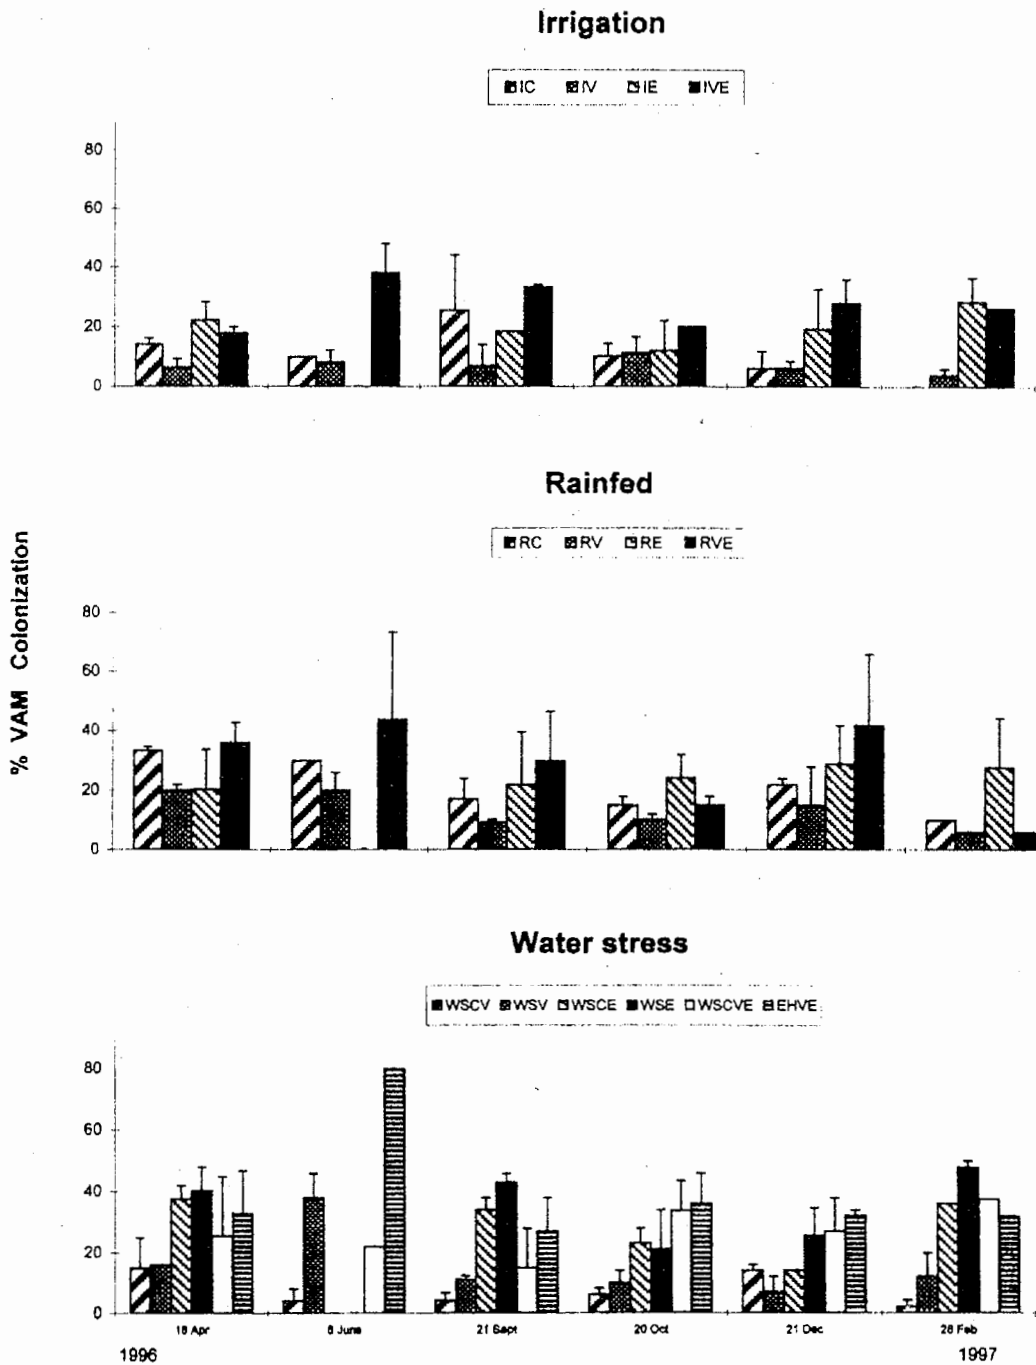 Irrigation
IC IV IE IVE
80
60
40
20
0
Rainfed
RC RV RE RVE
% VAM Colonization
80
60
40
20
0
Water stress
WSCV WSV WSCE WSE WSCVE EHVE
80
60
40
20
0
18 Apr 6 June 21 Sept 20 Oct 21 Dec 28 Feb
1996 1997